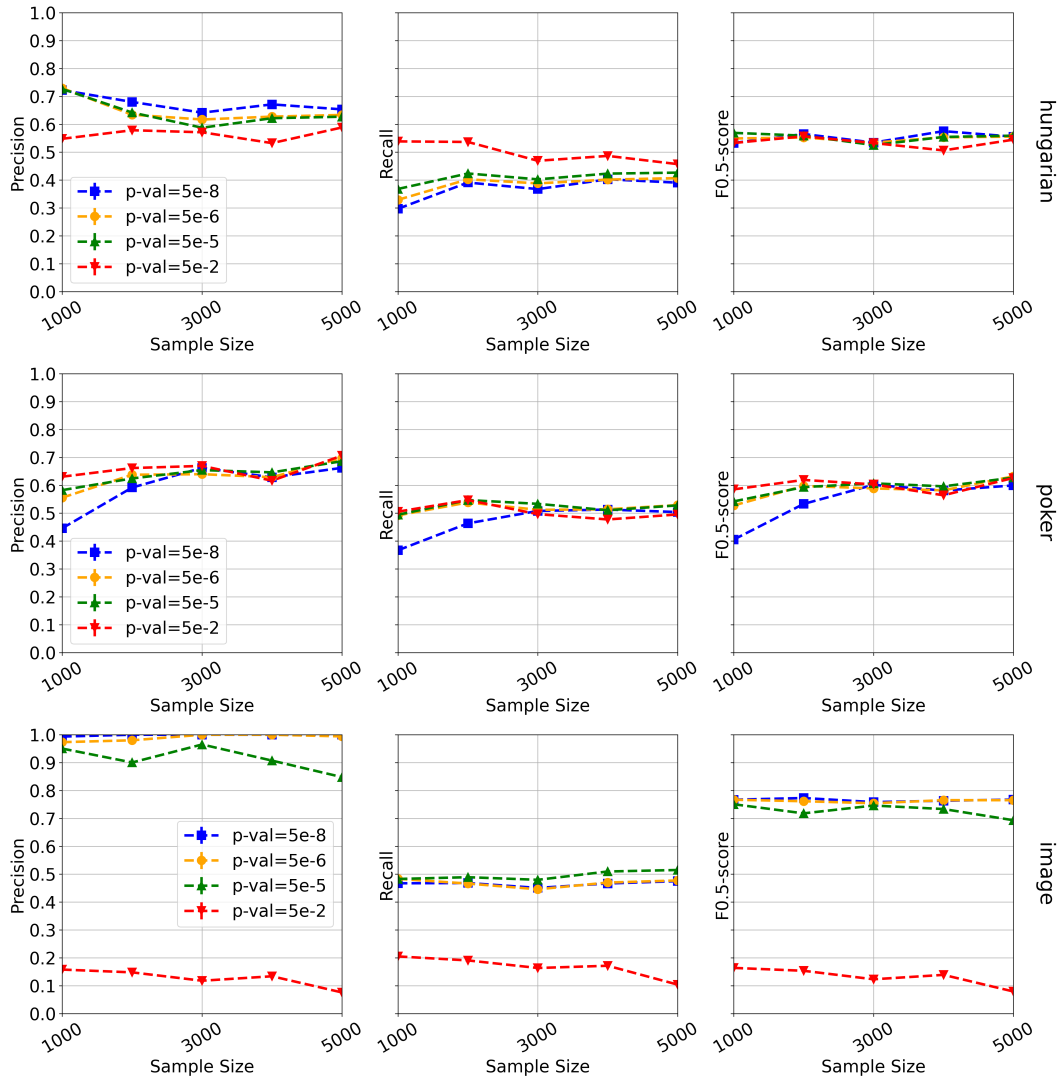 1.0
0.9
0.8
0.7
0.6
0.5
0.4
0.3
0.2
0.1
0.0
Precision
p-val=5e-8
p-val=5e-6
p-val=5e-5
p-val=5e-2
1000
3000
5000
Sample Size
Recall
1000
3000
5000
Sample Size
F0.5-score
1000
3000
5000
Sample Size
hungarian
1.0
0.9
0.8
0.7
0.6
0.5
0.4
0.3
0.2
0.1
0.0
Precision
p-val=5e-8
p-val=5e-6
p-val=5e-5
p-val=5e-2
1000
3000
5000
Sample Size
Recall
1000
3000
5000
Sample Size
F0.5-score
1000
3000
5000
Sample Size
poker
1.0
0.9
0.8
0.7
0.6
0.5
0.4
0.3
0.2
0.1
0.0
Precision
p-val=5e-8
p-val=5e-6
p-val=5e-5
p-val=5e-2
1000
3000
5000
Sample Size
Recall
1000
3000
5000
Sample Size
F0.5-score
1000
3000
5000
Sample Size
image